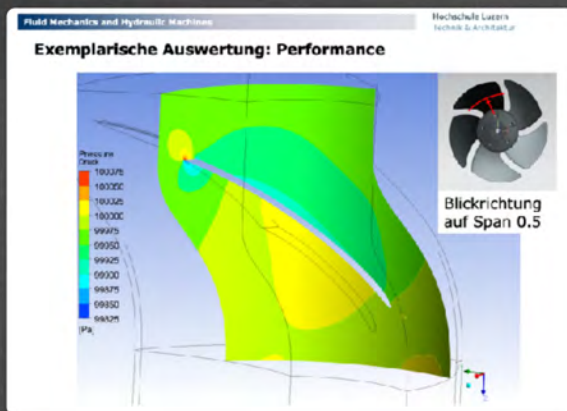 Fluid Mechanics and Hydraulic Machines
Hochschule Luzern
Technik & Architektur
Exemplarische Auswertung: Performance
Pressure
Druck
100075
100050
100025
100000
99975
99950
99925
99900
99875
99850
99825
[Pa]
Blickrichtung
auf Span 0.5